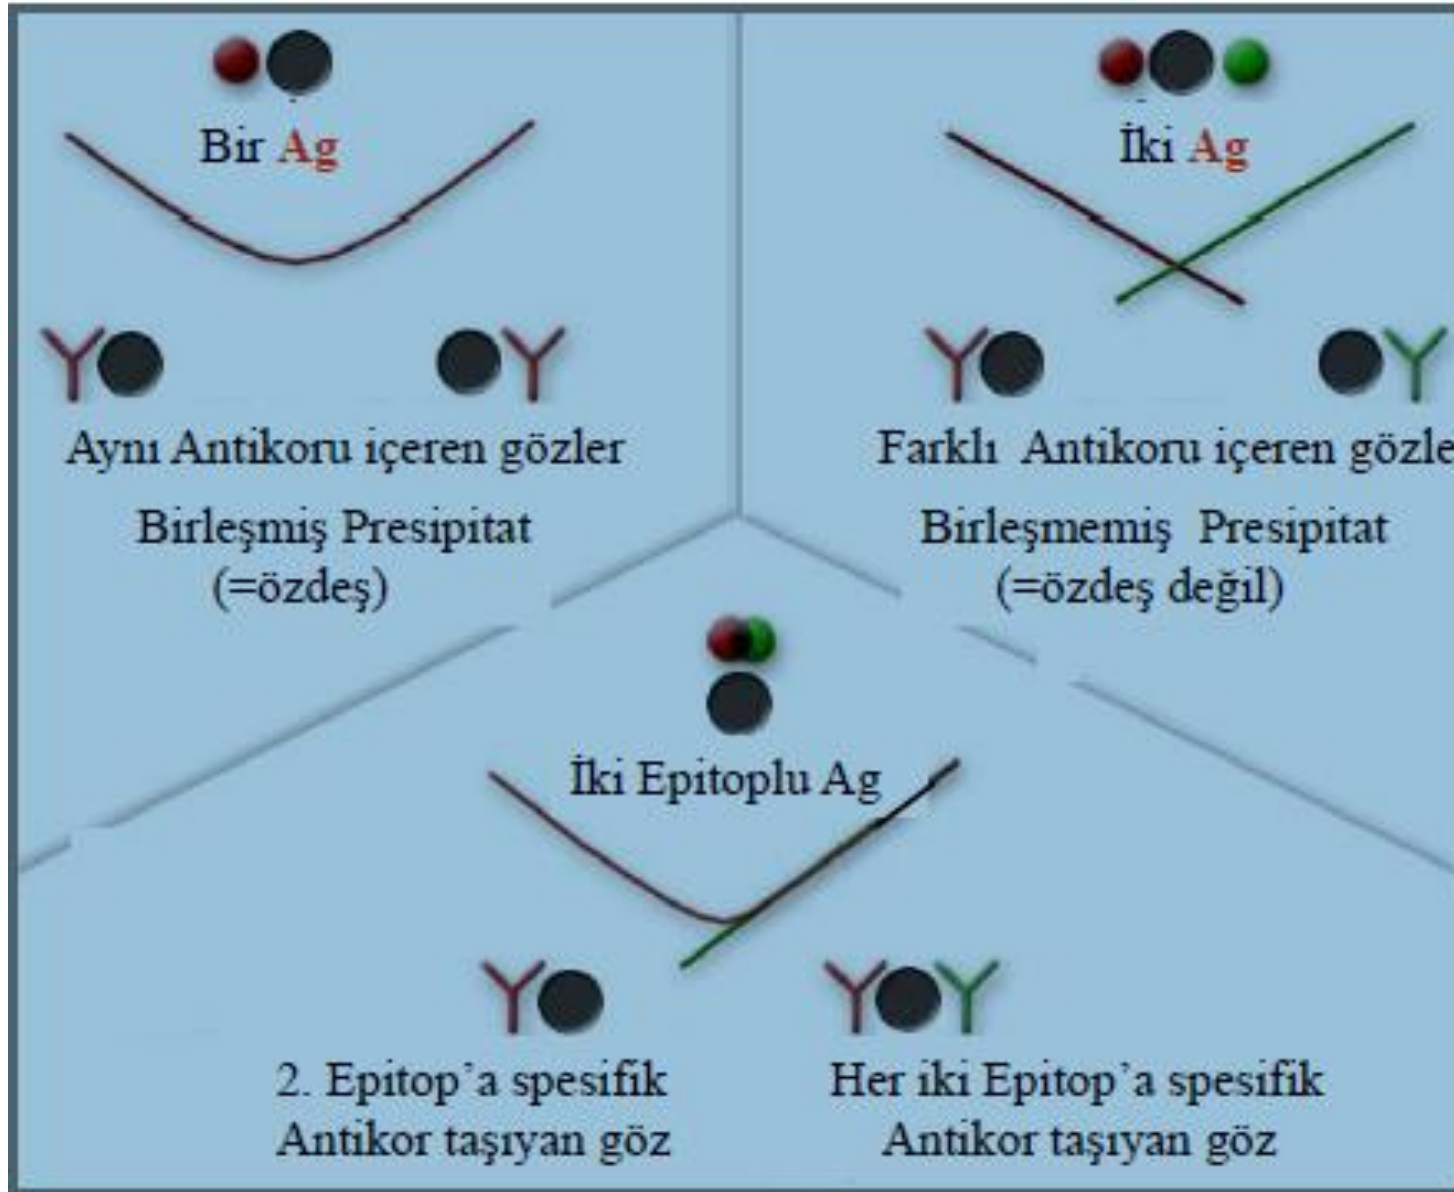 Bir Ag
Aynı Antikoru içeren gözler
Birleşmiş Presipitat
(=özdeş)
İki Ag
Farklı Antikoru içeren gözle
Birleşmemiş Presipitat
(=özdeş değil)
İki Epitoplu Ag
2. Epitop’a spesifik
Antikor taşıyan göz
Her iki Epitop’a spesifik
Antikor taşıyan göz